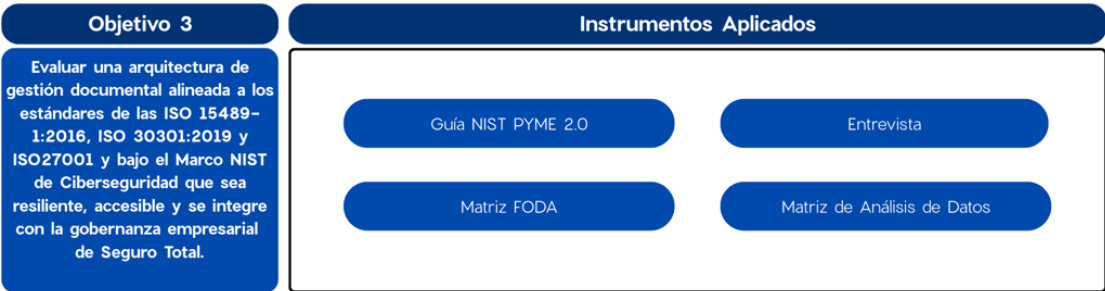 Objetivo 3
Instrumentos Aplicados
Evaluar una arquitectura de
gestión documental alineada a los
estándares de las ISO 15489-
1:2016, ISO 30301:2019 y
ISO27001 y bajo el Marco NIST
de Ciberseguridad que sea
resiliente, accesible y se integre
con la gobernanza empresarial
de Seguro Total.
Guía NIST PYME 2.0
Entrevista
Matriz FODA
Matriz de Análisis de Datos